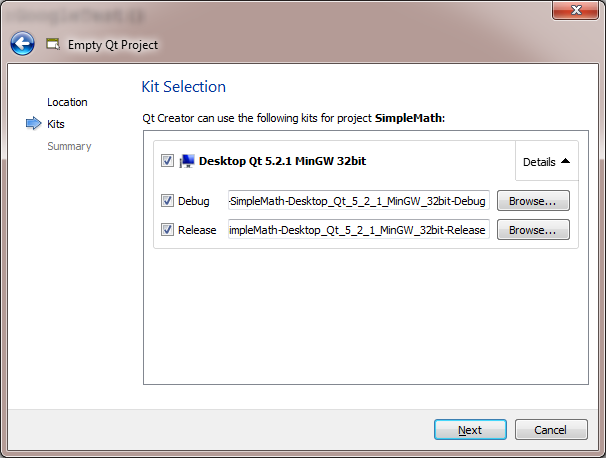 Empty Qt Project
Kit Selection
Location
Kits
Summary
Qt Creator can use the following kits for project SimpleMath:
Desktop Qt 5.2.1 MinGW 32bit
Details
Debug
-SimpleMath-Desktop_Qt_5_2_1_MinGW_32bit-Debug
Browse...
Release
impleMath-Desktop_Qt_5_2_1_MinGW_32bit-Release
Browse...
Next
Cancel